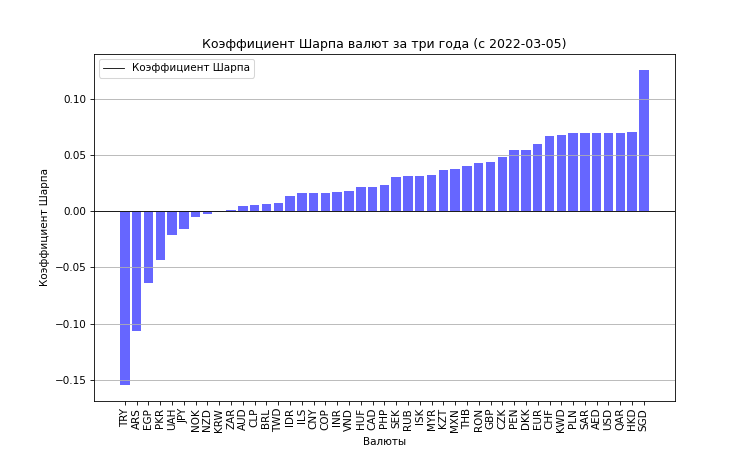 Коэффициент Шарпа валют за три года (с 2022-03-05)
Коэффициент Шарпа
Коэффициент Шарпа
0.10
0.05
0.00
−0.05
−0.10
−0.15
TRY ARS EGP PKR UAH JPY NOK NZD KRW ZAR AUD CLP BRL TWD IDR ILS CNY COP INR VND HUF CAD PHP SEK RUB ISK MYR KZT MXN THB RON GBP CZK PEN DKK EUR CHF KWD PLN SAR AED USD QAR HKD SGD
Валюты